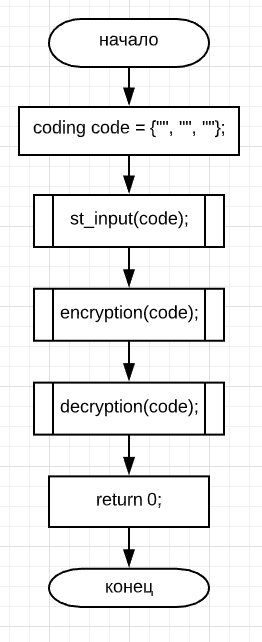 начало
coding code = {"", "", ""};
st_input(code);
encryption(code);
decryption(code);
return 0;
конец